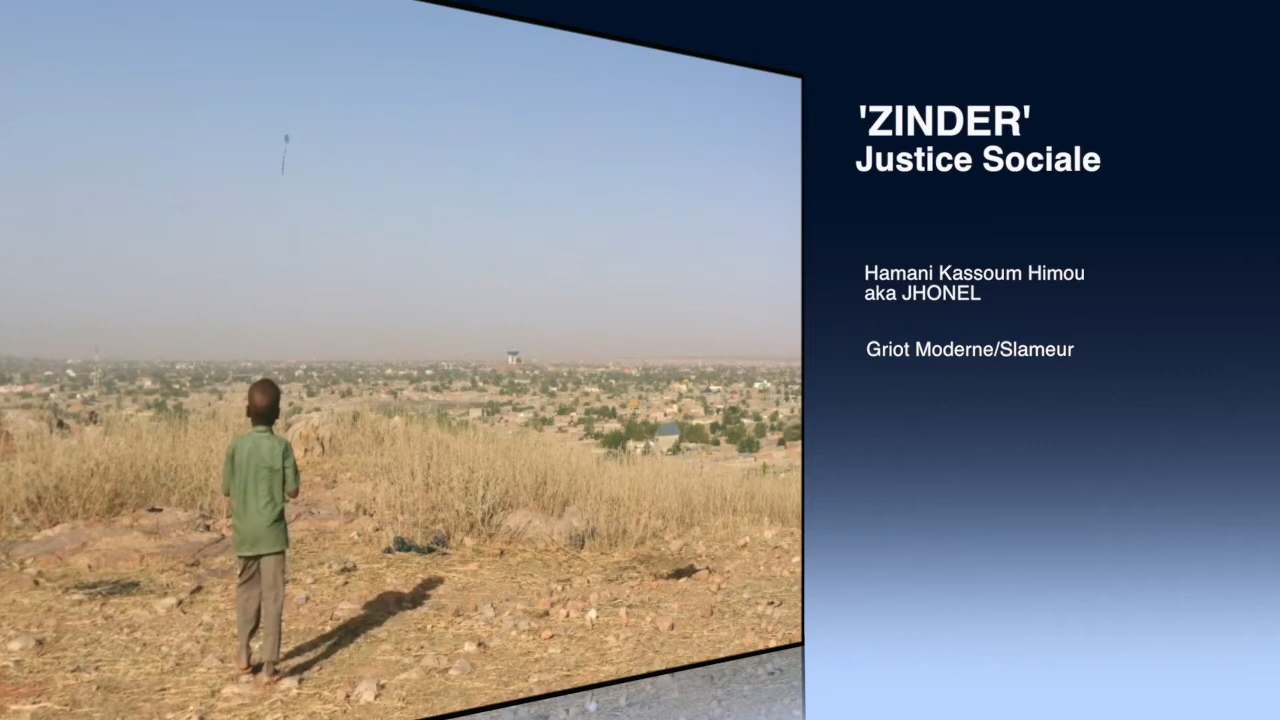 'ZINDER'
Justice Sociale
Hamani Kassoum Himou
aka JHONEL
Griot Moderne/Slameur